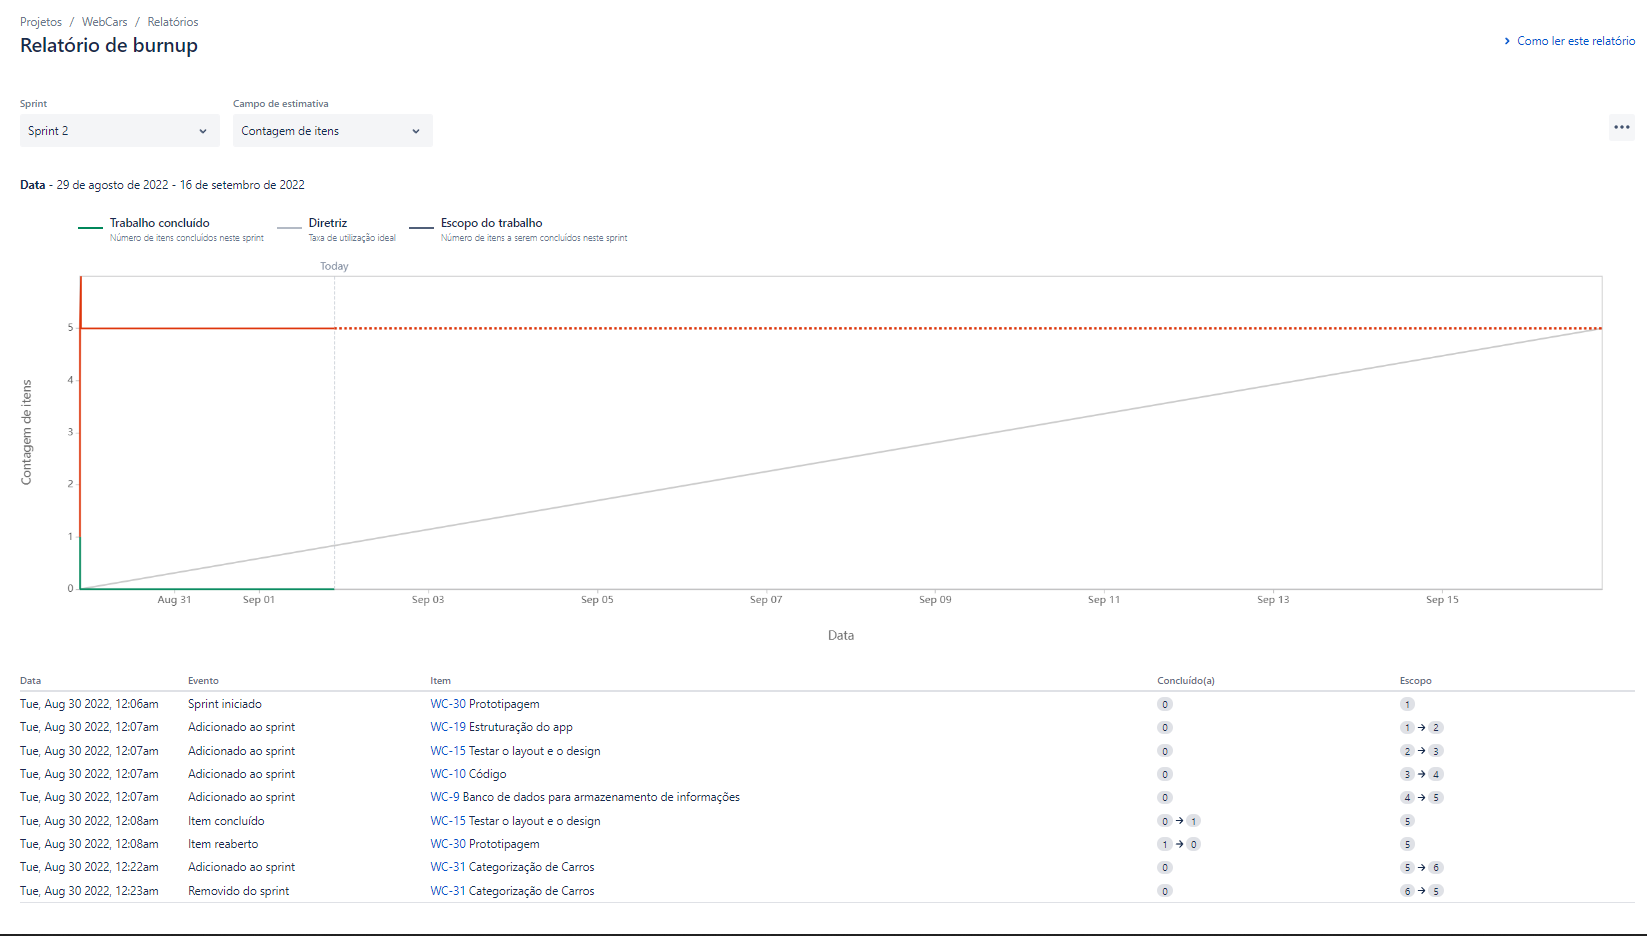 Projetos / WebCars / Relatórios
Relatório de burnup
Como ler este relatório
Sprint
Campo de estimativa
Sprint 2
Contagem de itens
Data - 29 de agosto de 2022 - 16 de setembro de 2022
Trabalho concluído
Número de itens concluídos neste sprint
Diretriz
Taxa de utilização ideal
Escopo do trabalho
Número de itens a serem concluídos neste sprint
Today
5
4
3
2
1
0
Contagem de itens
Aug 31 Sep 01 Sep 03 Sep 05 Sep 07 Sep 09 Sep 11 Sep 13 Sep 15
Data
Data Evento Item Concluído(a) Escopo
Tue, Aug 30 2022, 12:06am Sprint iniciado WC-30 Prototipagem 0 1
Tue, Aug 30 2022, 12:07am Adicionado ao sprint WC-19 Estruturação do app 0 1 → 2
Tue, Aug 30 2022, 12:07am Adicionado ao sprint WC-15 Testar o layout e o design 0 2 → 3
Tue, Aug 30 2022, 12:07am Adicionado ao sprint WC-10 Código 0 3 → 4
Tue, Aug 30 2022, 12:07am Adicionado ao sprint WC-9 Banco de dados para armazenamento de informações 0 4 → 5
Tue, Aug 30 2022, 12:08am Item concluído WC-15 Testar o layout e o design 0 → 1 5
Tue, Aug 30 2022, 12:08am Item reaberto WC-30 Prototipagem 1 → 0 5
Tue, Aug 30 2022, 12:22am Adicionado ao sprint WC-31 Categorização de Carros 0 5 → 6
Tue, Aug 30 2022, 12:23am Removido do sprint WC-31 Categorização de Carros 0 6 → 5